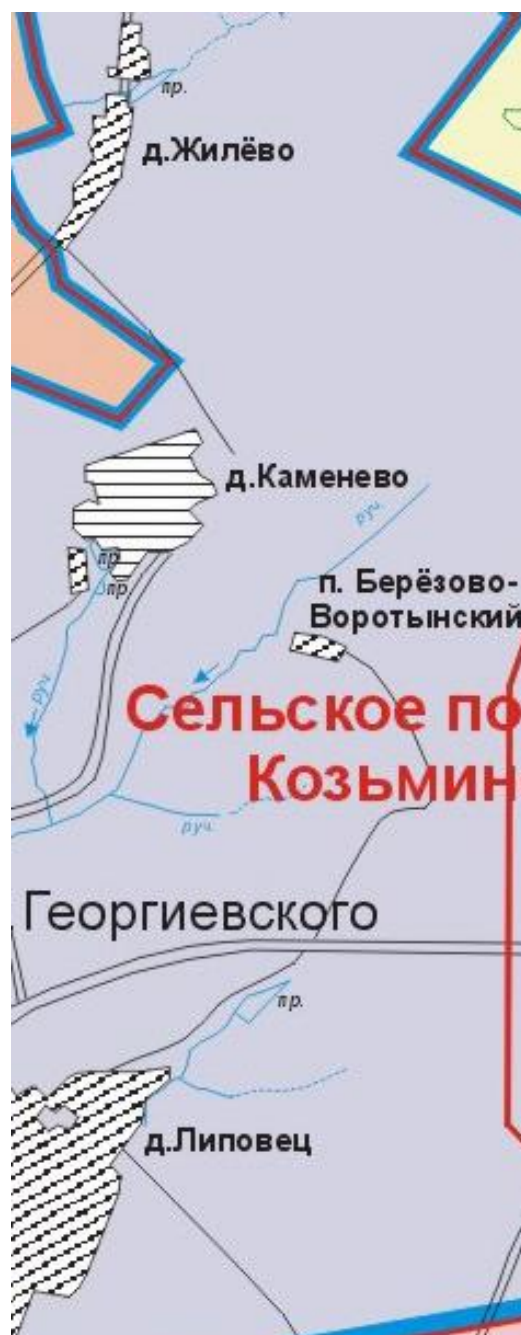 пр.
д.Жилёво
д.Каменево
руч.
пр.
пр.
п. Берёзово-
Воротынский
руч.
Сельское по
Козьмин
руч.
Георгиевского
пр.
д.Липовец